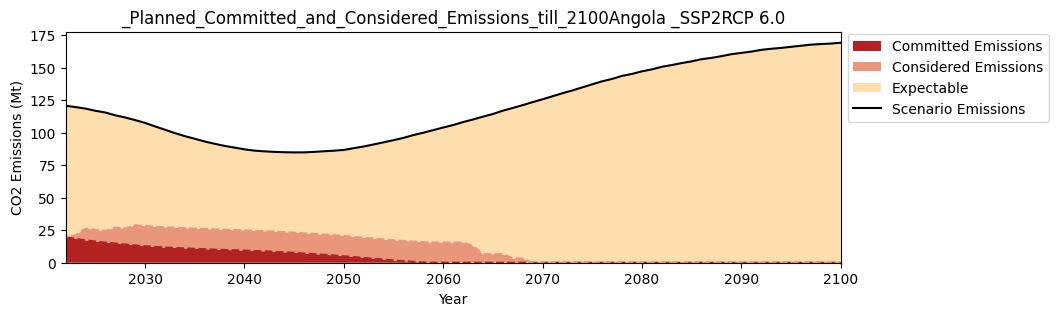 _Planned_Committed_and_Considered_Emissions_till_2100Angola _SSP2RCP 6.0
175
150
125
100
75
50
25
0
CO2 Emissions (Mt)
2030 2040 2050 2060 2070 2080 2090 2100
Year
Committed Emissions
Considered Emissions
Expectable
Scenario Emissions